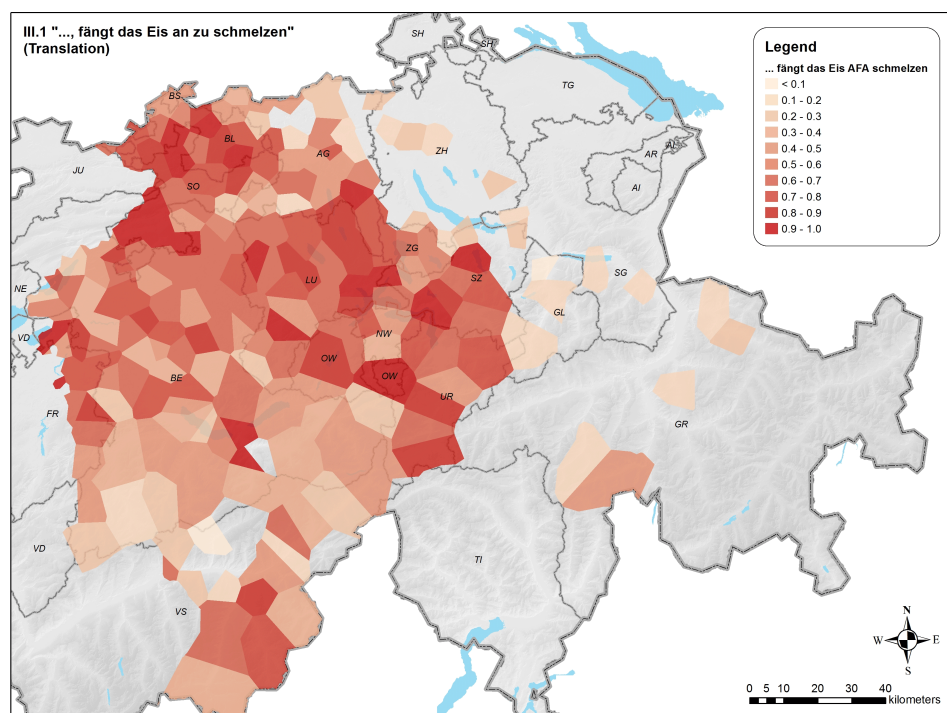 III.1 "..., fängt das Eis an zu schmelzen"
(Translation)
Legend
... fängt das Eis AFA schmelzen
< 0.1
0.1 - 0.2
0.2 - 0.3
0.3 - 0.4
0.4 - 0.5
0.5 - 0.6
0.6 - 0.7
0.7 - 0.8
0.8 - 0.9
0.9 - 1.0
SH
SH
TG
BS
BL
AG
ZH
AR
AI
AI
JU
SO
ZG
LU
SZ
SG
NE
GL
VD
NW
OW
BE
OW
UR
FR
GR
VD
TI
VS
N
W E
S
0 5 10 20 30 40
kilometers